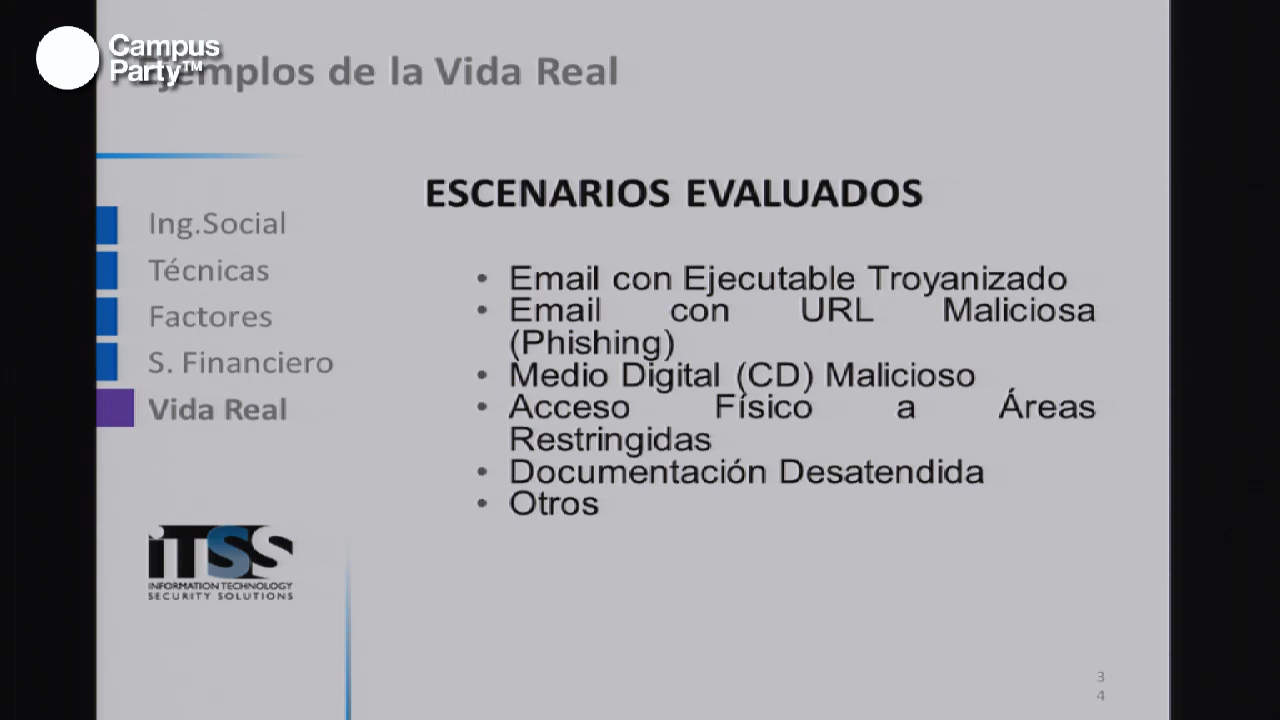 Campus
Party™
Ejemplos de la Vida Real
ESCENARIOS EVALUADOS
Ing.Social
Técnicas
Factores
S. Financiero
Vida Real
• Email con Ejecutable Troyanizado
• Email con URL Maliciosa
(Phishing)
• Medio Digital (CD) Malicioso
• Acceso Físico a Áreas
Restringidas
• Documentación Desatendida
• Otros
iTSS
INFORMATION TECHNOLOGY
SECURITY SOLUTIONS
3
4